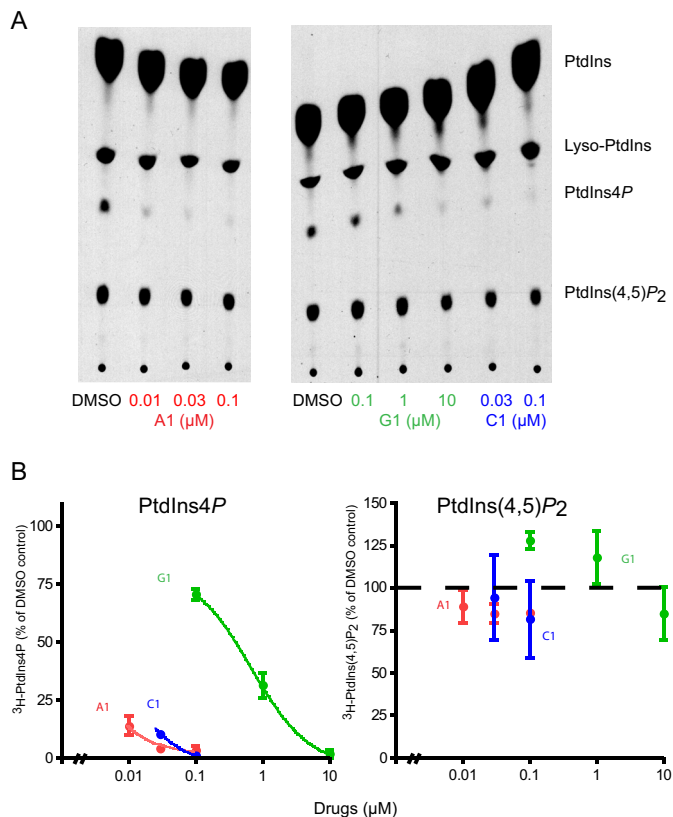 A
PtdIns
Lyso-PtdIns
PtdIns4P
PtdIns(4,5)P2
DMSO 0.01 0.03 0.1
A1 (µM)
DMSO 0.1 1 10 0.03 0.1
G1 (µM) C1 (µM)
B
PtdIns4P
³H-PtdIns4P (% of DMSO control)
100
75
50
25
0
G1
A1
C1
0.01 0.1 1 10
PtdIns(4,5)P2
³H-PtdIns(4,5)P2 (% of DMSO control)
150
125
100
75
50
25
0
G1
A1
C1
0.01 0.1 1 10
Drugs (µM)